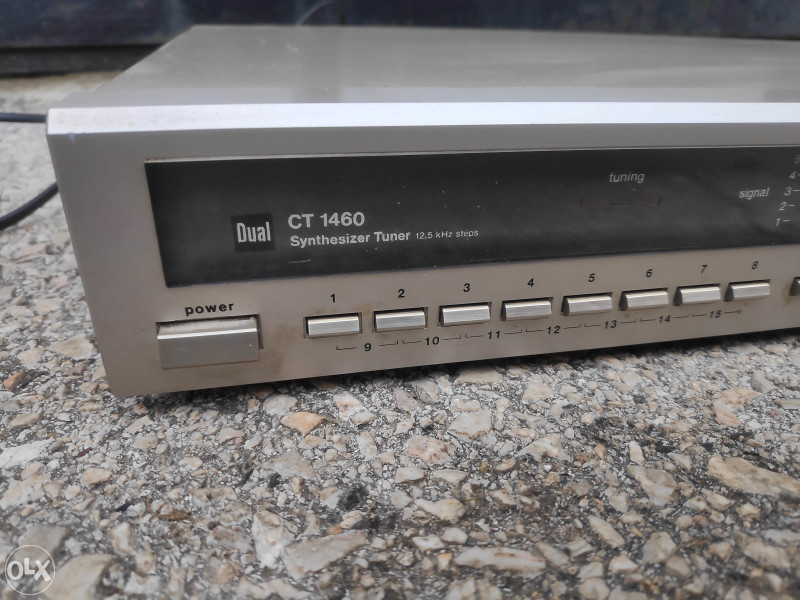 tuning
5
4-
signal 3-
2-
1-
Dual CT 1460
Synthesizer Tuner 12,5 kHz steps
power
1 2 3 4 5 6 7 8
9 10 11 12 13 14 15
OLX